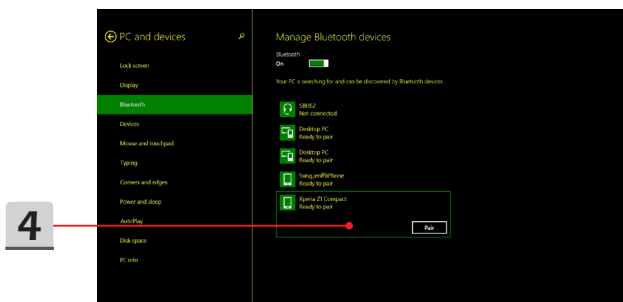 PC and devices
Lock screen
Display
Bluetooth
Devices
Mouse and touchpad
Typing
Corners and edges
Power and sleep
AutoPlay
Disk space
PC info
Manage Bluetooth devices
Bluetooth
On
Your PC is searching for and can be discovered by Bluetooth devices.
SBH52
Not connected
Desktop PC
Ready to pair
Desktop PC
Ready to pair
Ready to pair
Xperia Z1 Compact
Ready to pair
Pair
4